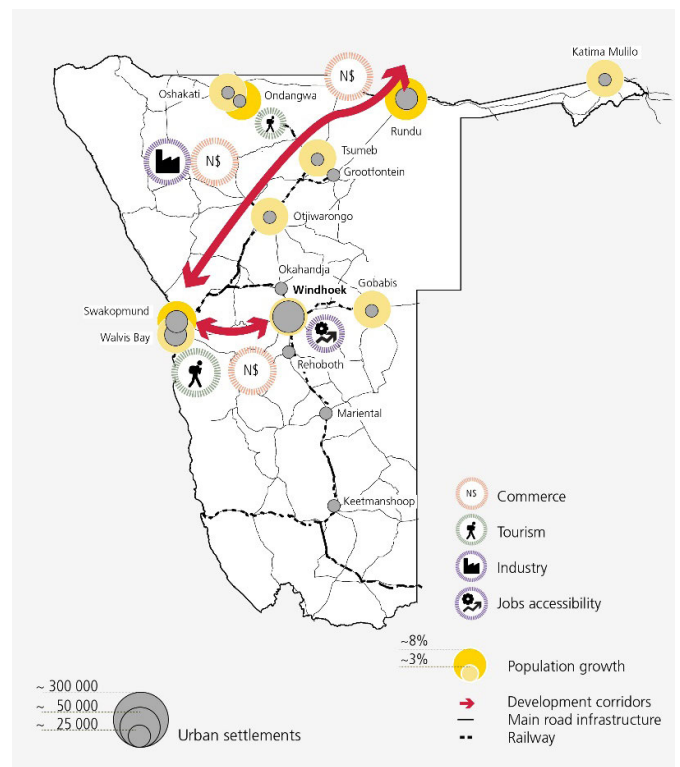 Katima Mulilo
N$
Oshakati
Ondangwa
Rundu
Tsumeb
N$
Grootfontein
Otjiwarongo
Okahandja
Gobabis
Windhoek
Swakopmund
Walvis Bay
N$
Rehoboth
Mariental
Keetmanshoop
N$ Commerce
Tourism
Industry
Jobs accessibility
~8%
~3%
Population growth
~ 300 000
~ 50 000
~ 25 000
Urban settlements
Development corridors
Main road infrastructure
Railway